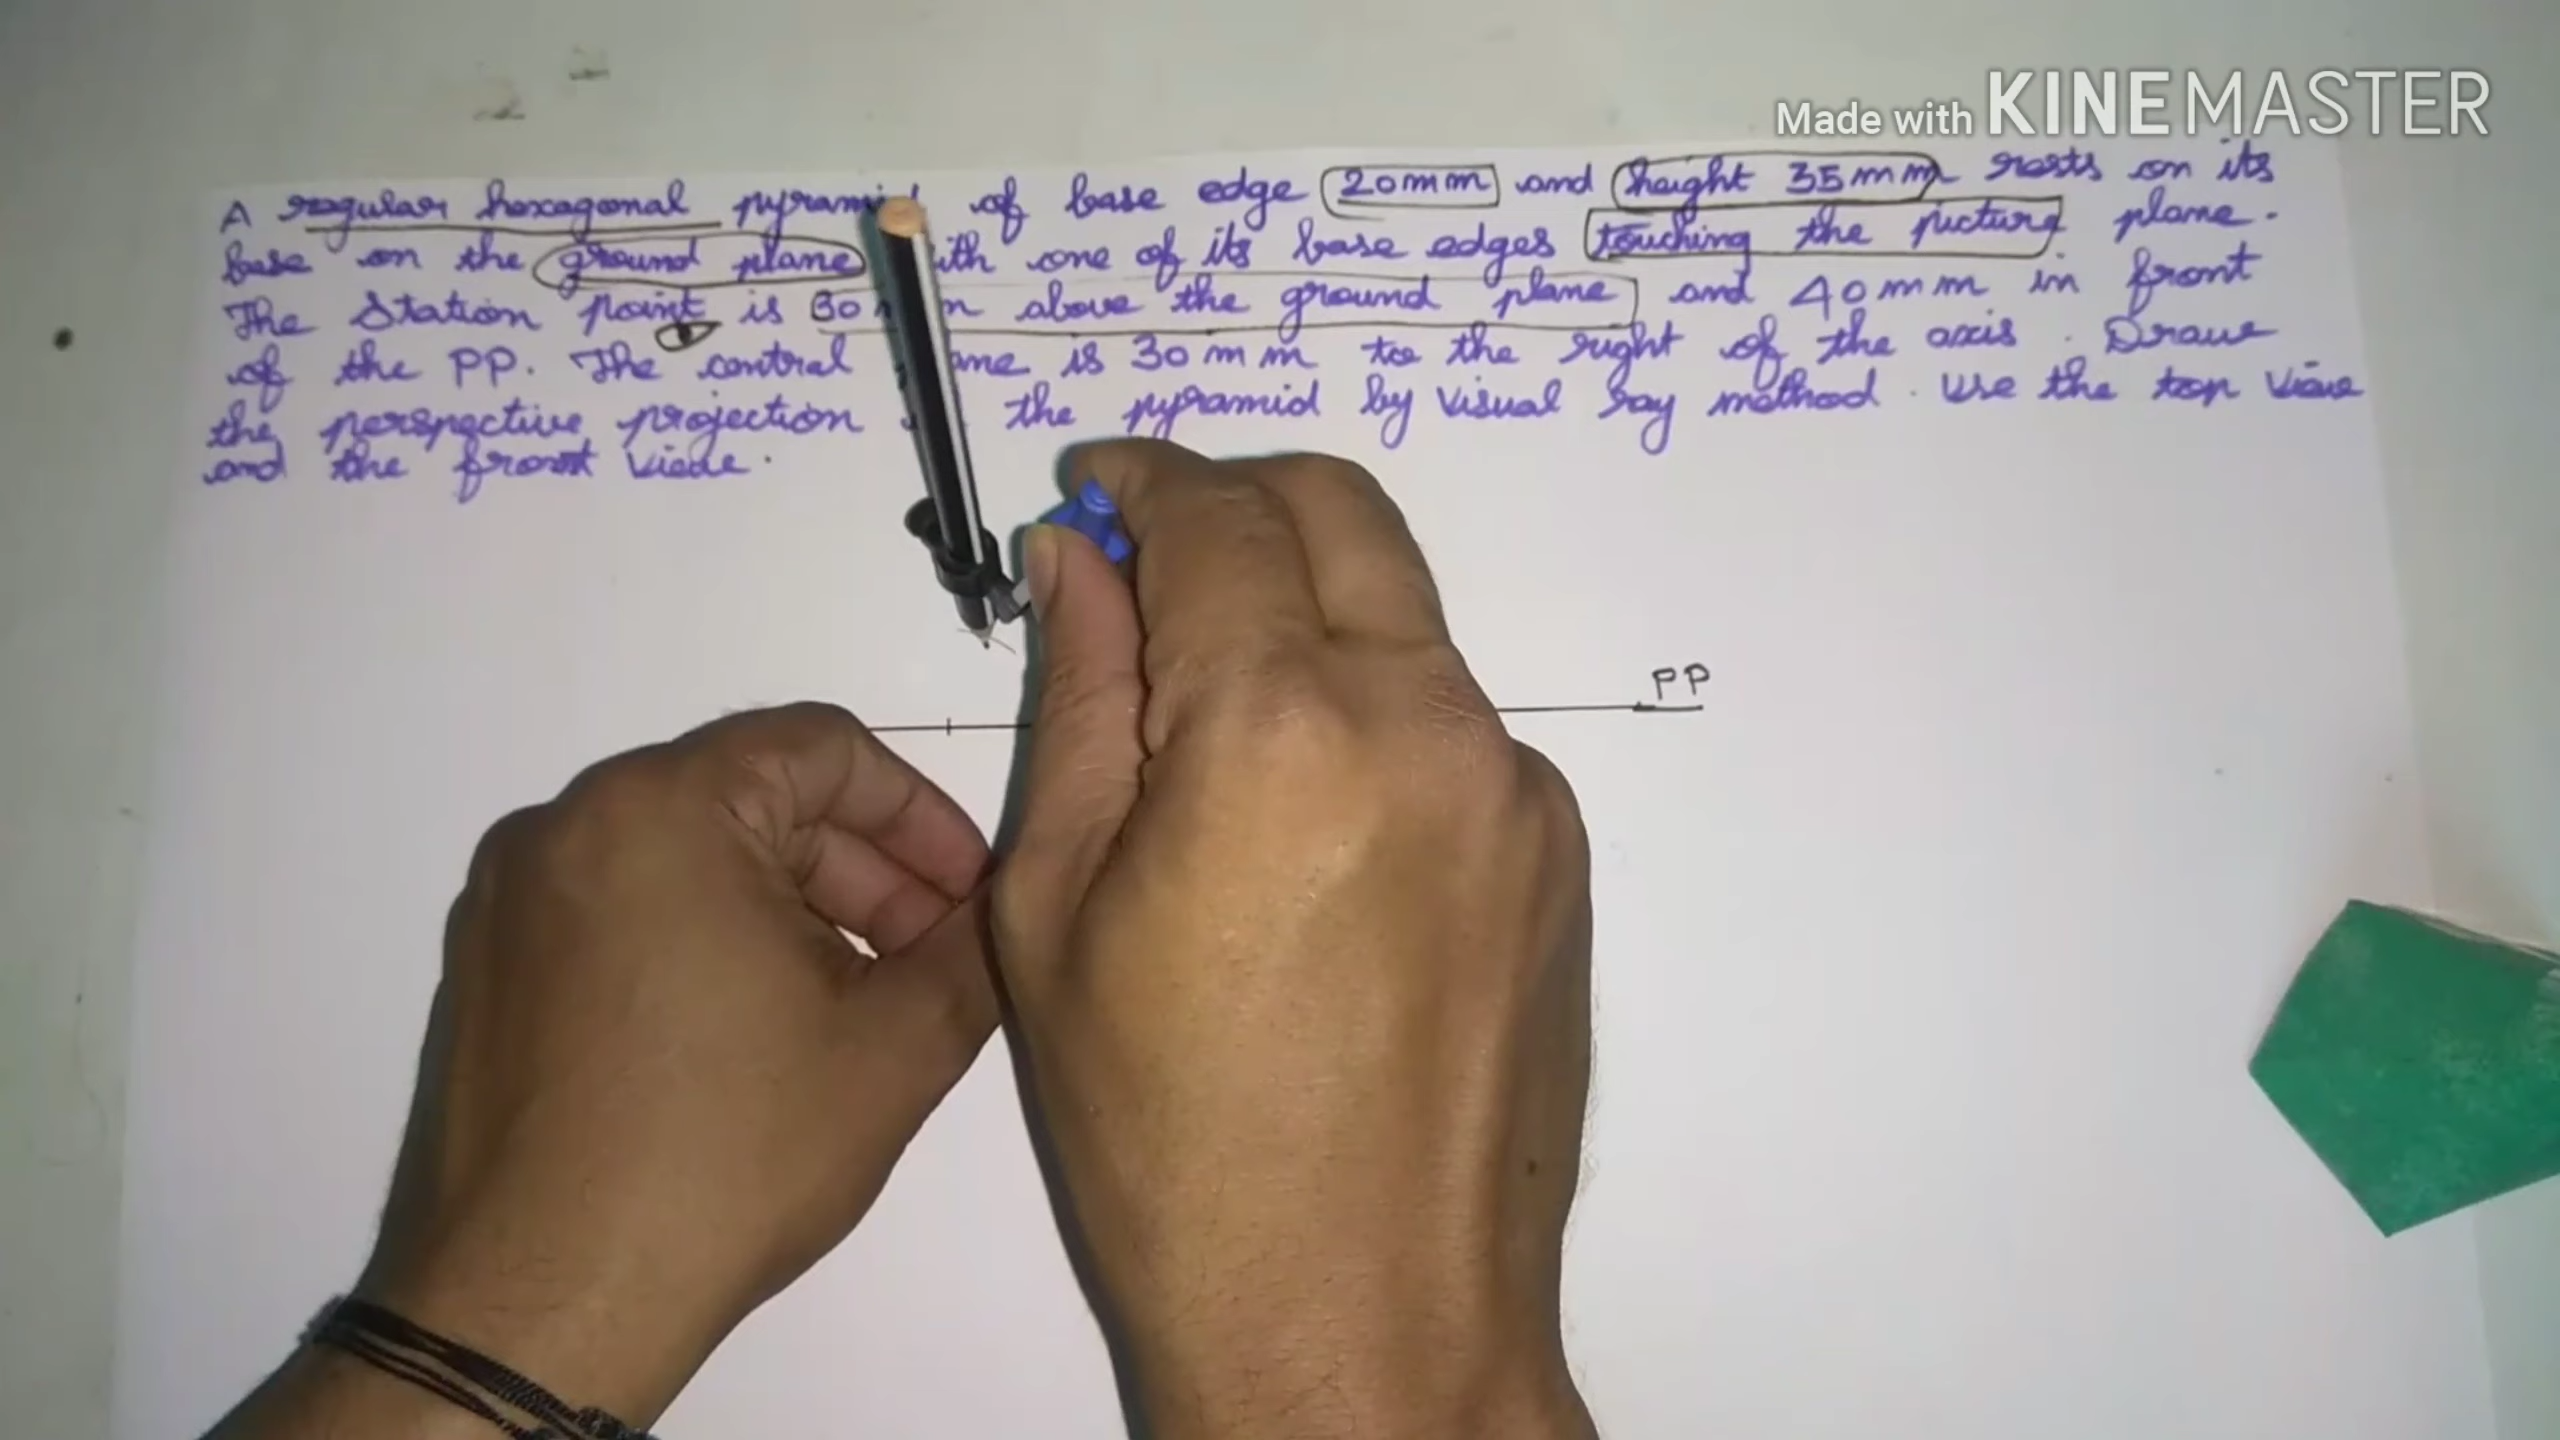 Made with KINEMASTER
A regular hexagonal of base edge 20mm and height 35mm rests on its
base on the ground plane one of its base edges touching the picture plane.
The Station point is above the ground plane and 40mm in front
of the PP. The central is 30mm to the right of the axis. Draw
the perspective projection the pyramid by visual ray method. Use the top view
and the front view.
PP